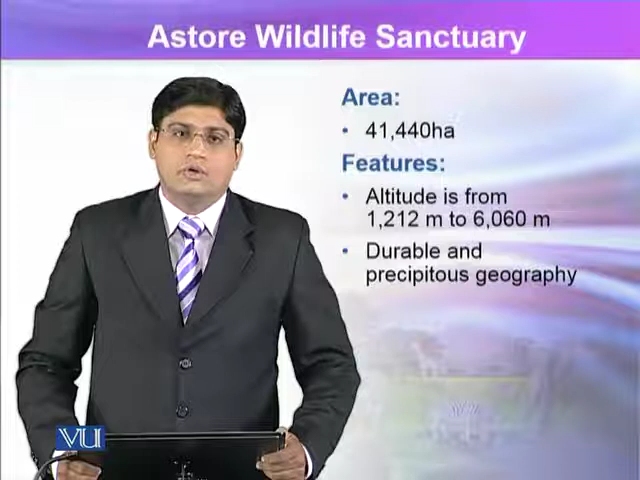 Astore Wildlife Sanctuary
Area:
• 41,440ha
Features:
• Altitude is from
1,212 m to 6,060 m
• Durable and
precipitous geography
VU